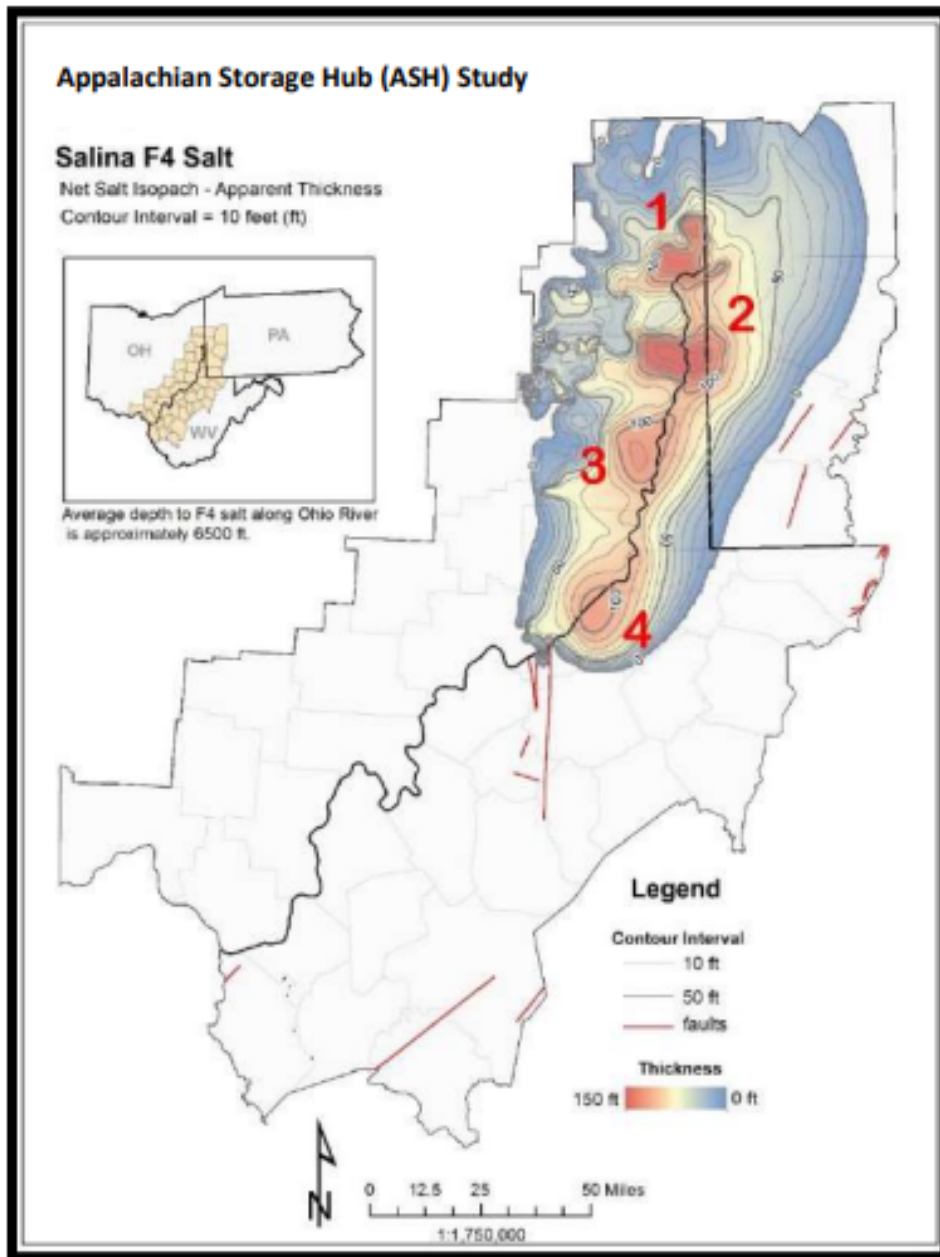 Appalachian Storage Hub (ASH) Study
Salina F4 Salt
Net Salt Isopach - Apparent Thickness
Contour Interval = 10 feet (ft)
OH
PA
WV
Average depth to F4 salt along Ohio River
is approximately 6500 ft.
1
2
3
4
100
100
100
Legend
Contour Interval
10 ft
50 ft
faults
Thickness
150 ft
0 ft
N
0 12.5 25 50 Miles
1:1,750,000